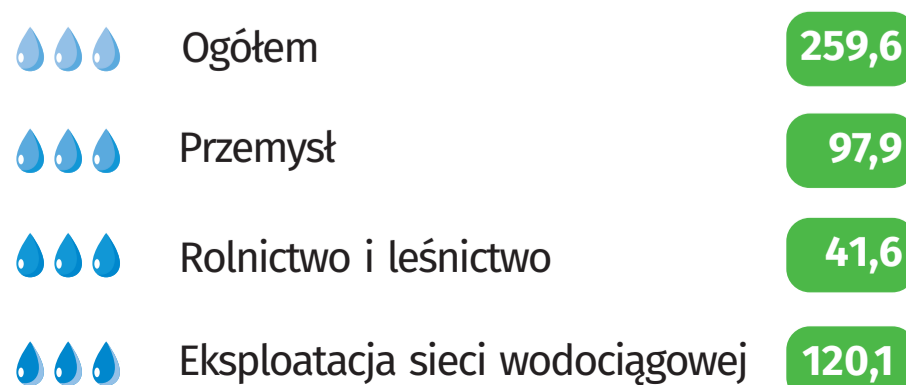 Ogółem 259,6
Przemysł 97,9
Rolnictwo i leśnictwo 41,6
Eksploatacja sieci wodociągowej 120,1